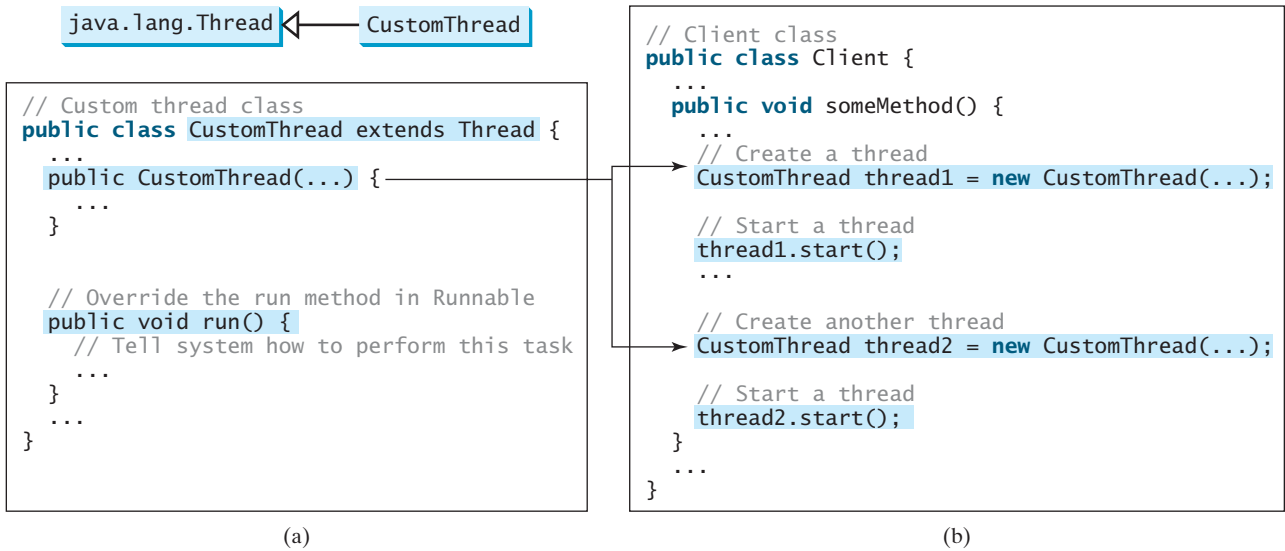 java.lang.Thread
CustomThread
// Custom thread class
public class CustomThread extends Thread {
...
public CustomThread(...) {
...
}
// Override the run method in Runnable
public void run() {
// Tell system how to perform this task
...
}
...
}
(a)
// Client class
public class Client {
...
public void someMethod() {
...
// Create a thread
CustomThread thread1 = new CustomThread(...);
// Start a thread
thread1.start();
...
// Create another thread
CustomThread thread2 = new CustomThread(...);
// Start a thread
thread2.start();
}
...
}
(b)